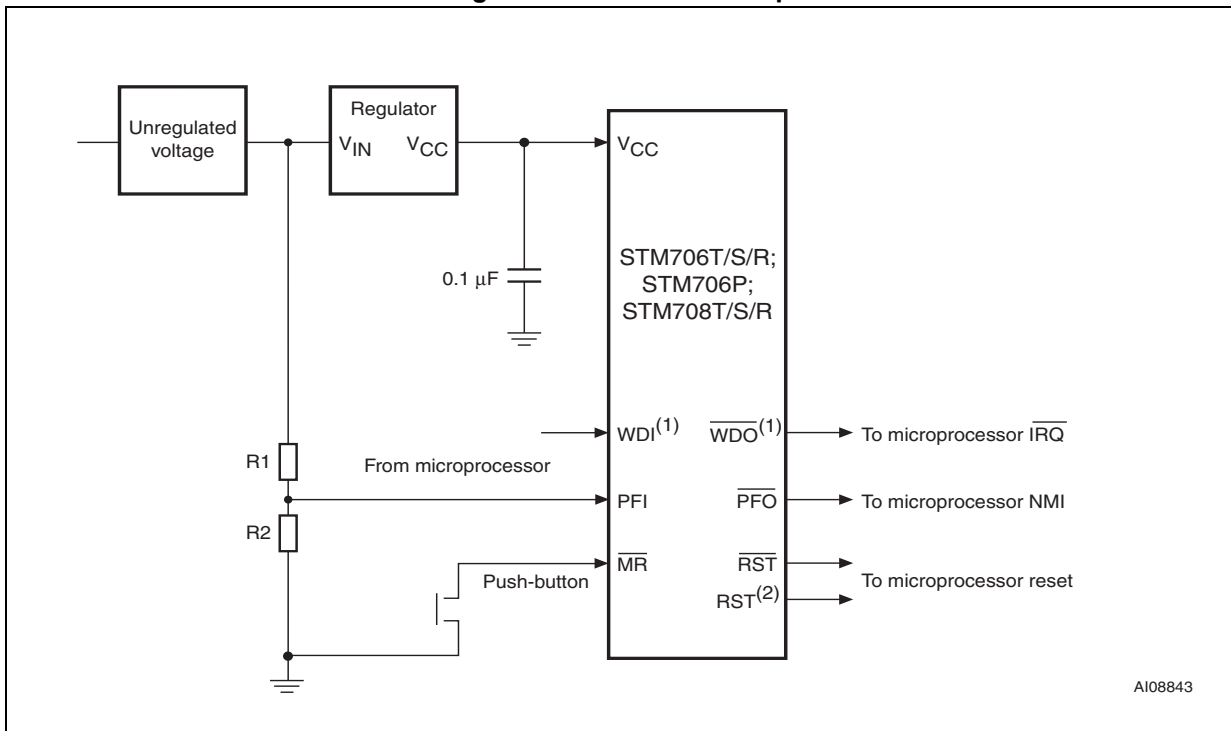 Unregulated
voltage
Regulator
VIN VCC
VCC
0.1 μF
STM706T/S/R;
STM706P;
STM708T/S/R
WDI(1) WDO(1) To microprocessor IRQ
R1 From microprocessor
PFI PFO To microprocessor NMI
R2
MR RST
Push-button
To microprocessor reset
RST(2)
AI08843